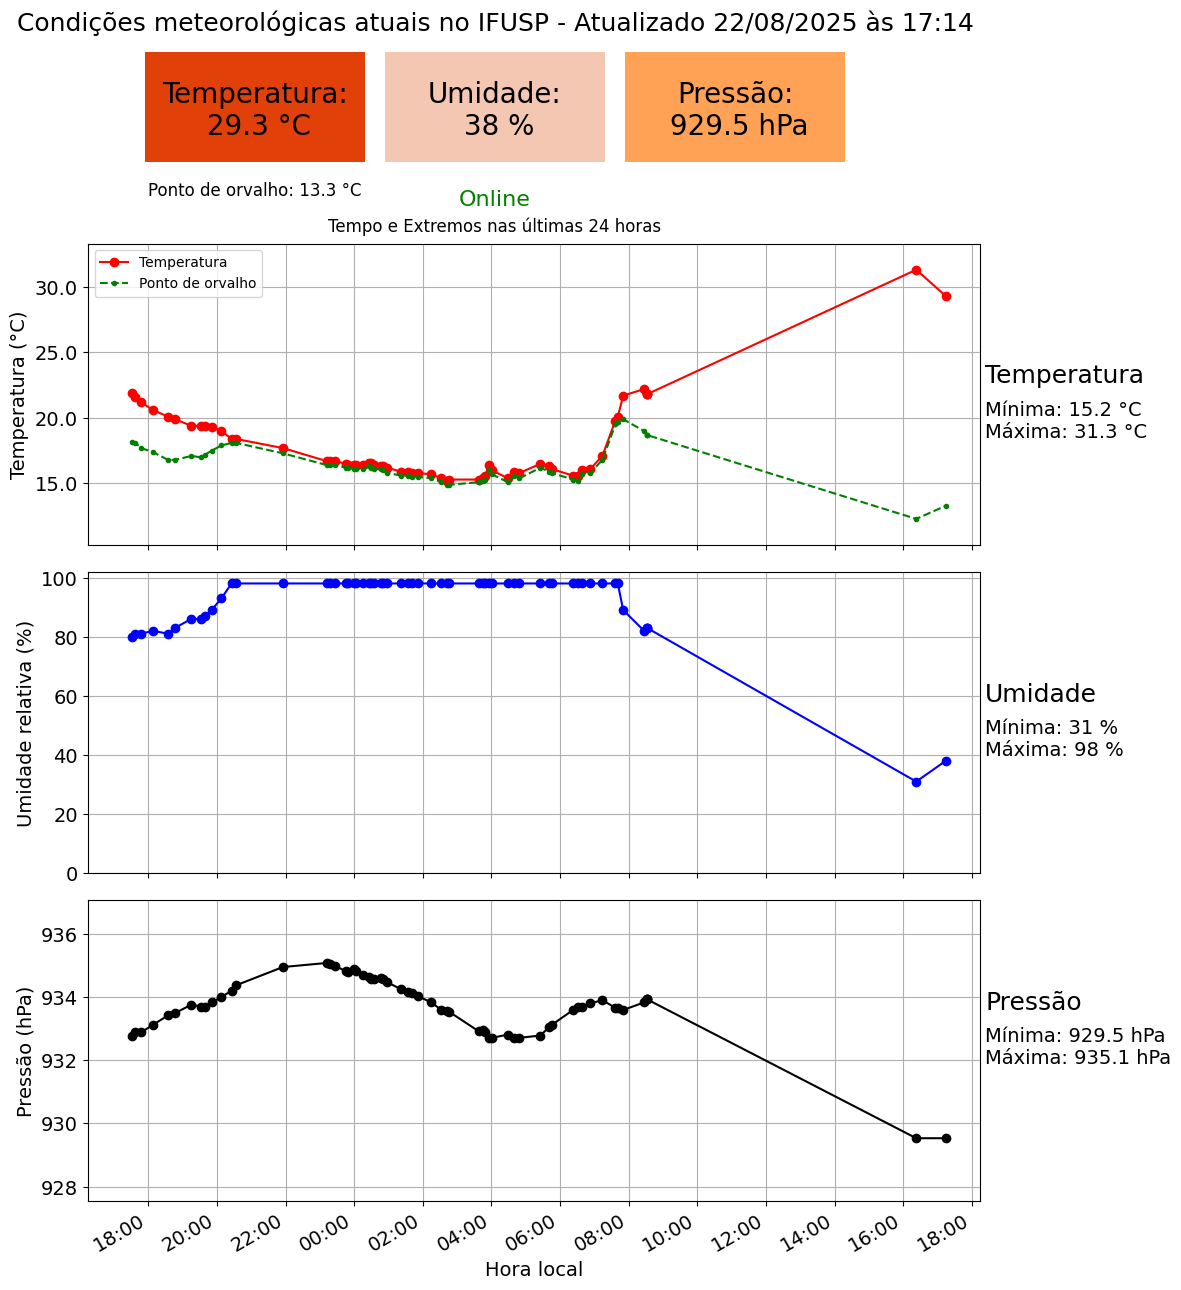 Condições meteorológicas atuais no IFUSP - Atualizado 22/08/2025 às 17:14
Temperatura:
29.3 °C
Umidade:
38 %
Pressão:
929.5 hPa
Ponto de orvalho: 13.3 °C
Online
Tempo e Extremos nas últimas 24 horas
Temperatura
Ponto de orvalho
Temperatura (°C)
30.0
25.0
20.0
15.0
Temperatura
Mínima: 15.2 °C
Máxima: 31.3 °C
Umidade relativa (%)
100
80
60
40
20
0
Umidade
Mínima: 31 %
Máxima: 98 %
Pressão (hPa)
936
934
932
930
928
Pressão
Mínima: 929.5 hPa
Máxima: 935.1 hPa
18:00
20:00
22:00
00:00
02:00
04:00
06:00
08:00
10:00
12:00
14:00
16:00
18:00
Hora local